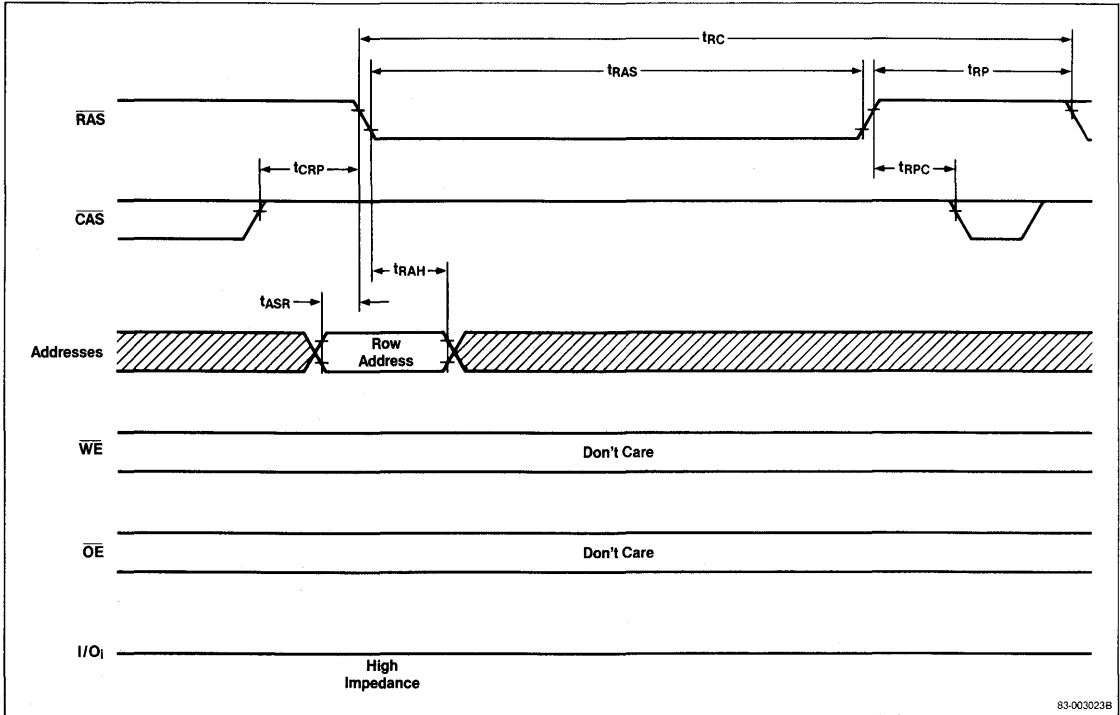 tRC
tRAS
tRP
RAS
tCRP
tRPC
CAS
tRAH
tASR
Addresses
Row
Address
WE
Don't Care
OE
Don't Care
I/Oi
High
Impedance
83-003023B